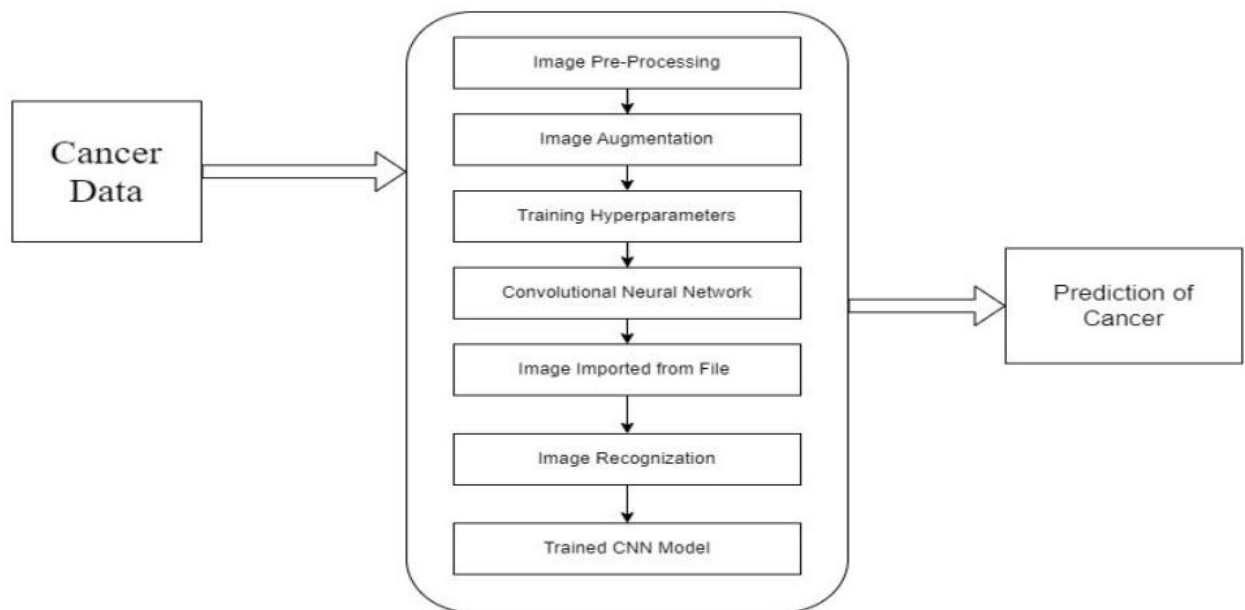 Cancer
Data
Image Pre-Processing
Image Augmentation
Training Hyperparameters
Convolutional Neural Network
Image Imported from File
Image Recognization
Trained CNN Model
Prediction of
Cancer